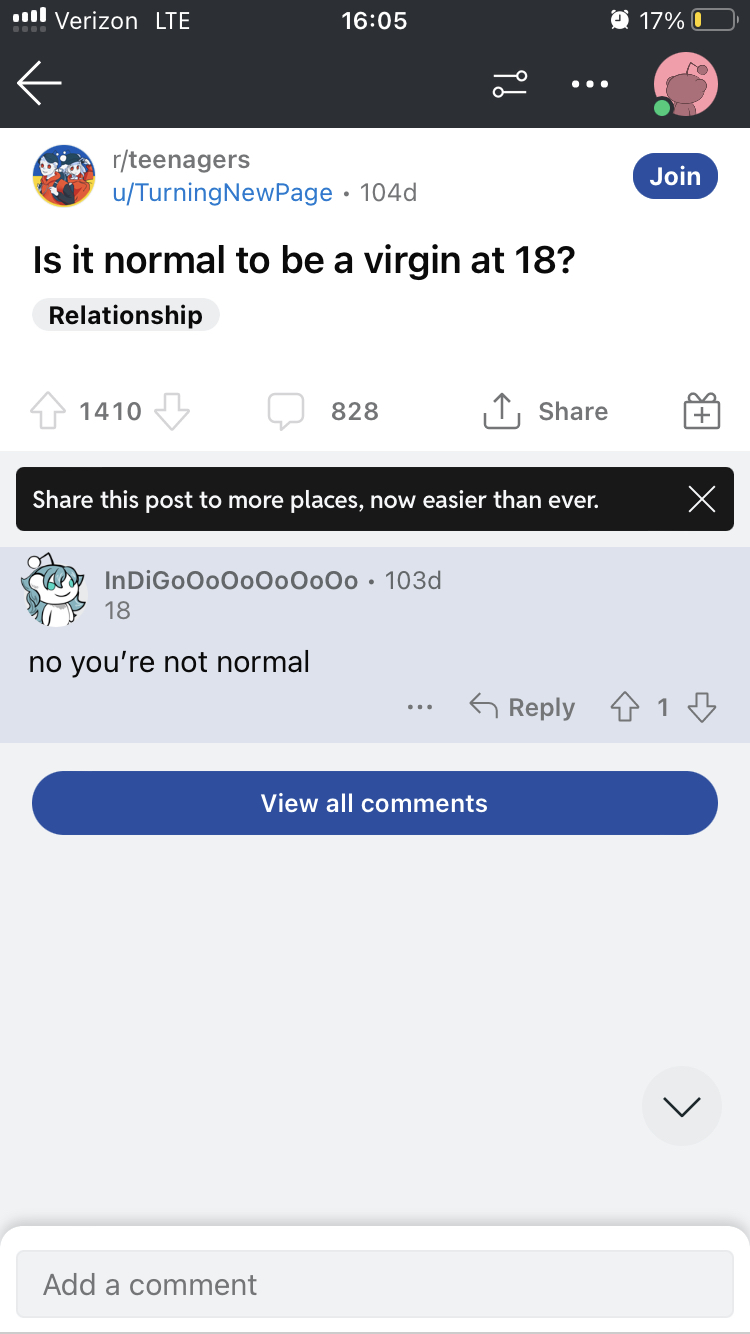 Verizon LTE 16:05 17%
r/teenagers
u/TurningNewPage • 104d
Join
Is it normal to be a virgin at 18?
Relationship
1410 828 Share
Share this post to more places, now easier than ever.
InDiGoOoOoOoOoOo • 103d
18
no you’re not normal
Reply 1
View all comments
Add a comment